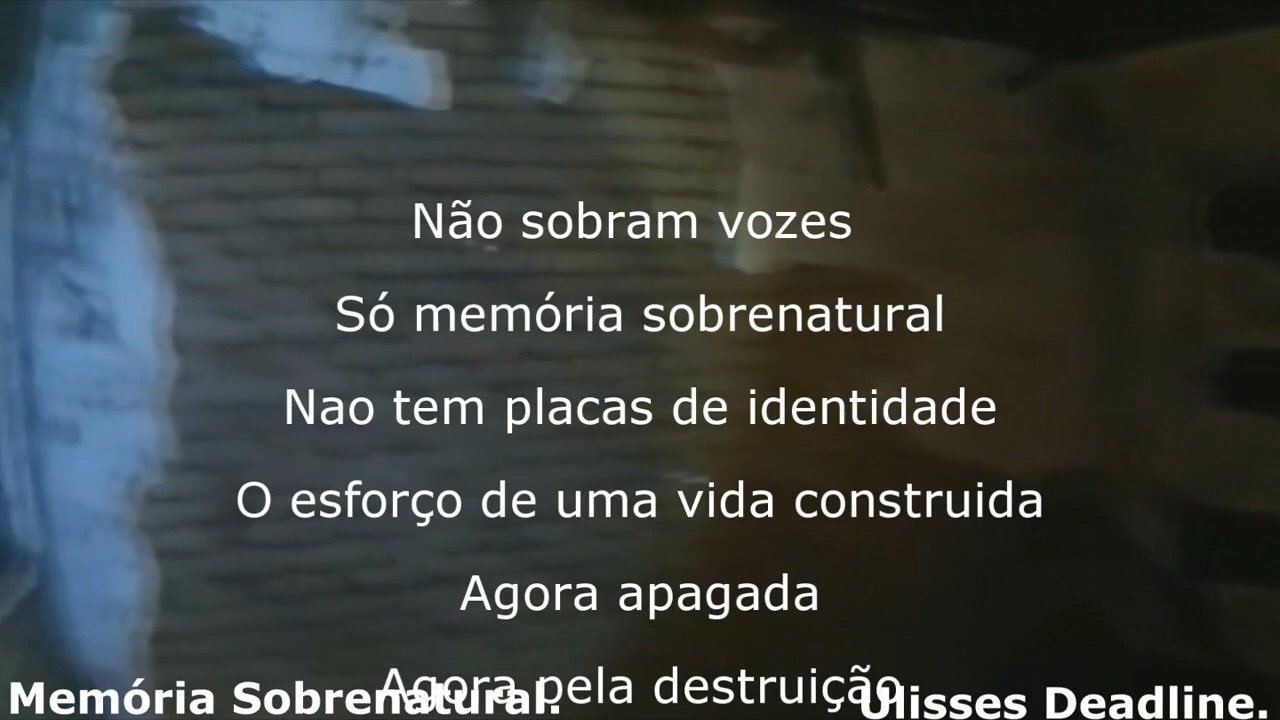 Não sobram vozes
Só memória sobrenatural
Nao tem placas de identidade
O esforço de uma vida construida
Agora apagada
Agora pela destruição
Memória Sobrenatural.
Ulisses Deadline.